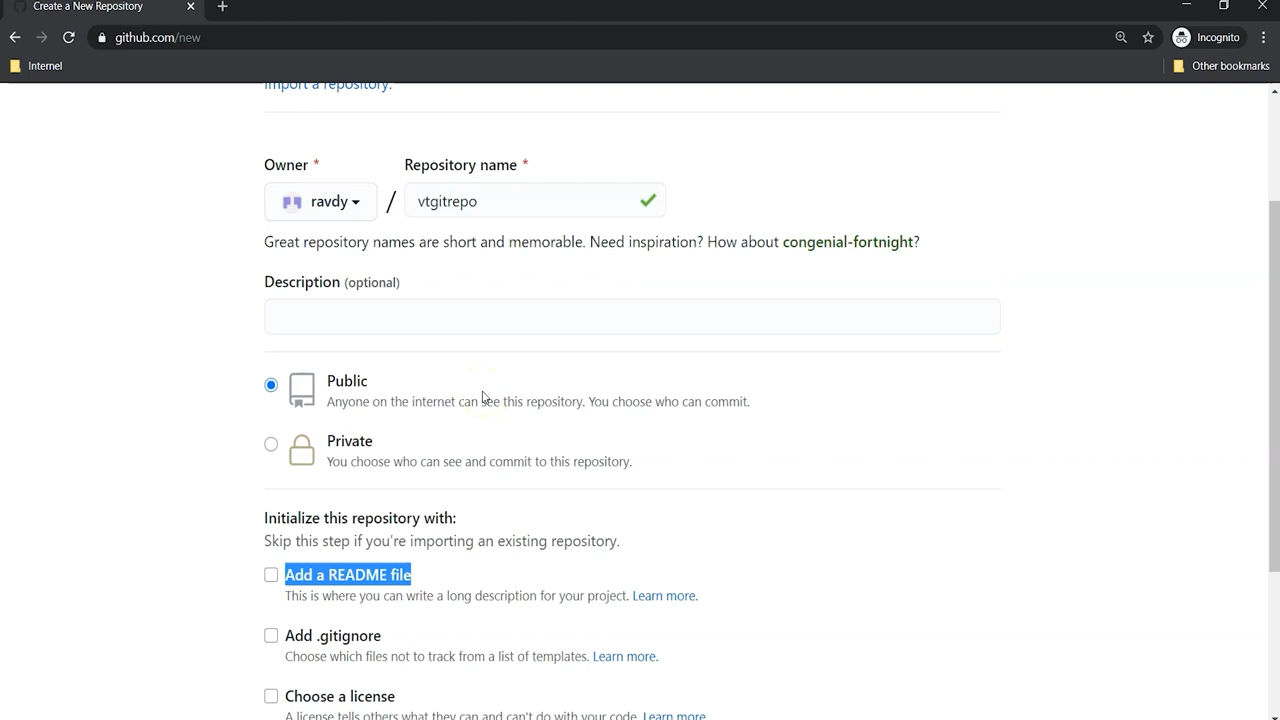 Create a New Repository
github.com/new
Incognito
Internet
Other bookmarks
Import a repository.
Owner *
Repository name *
ravdy
/
vtgitrepo
Great repository names are short and memorable. Need inspiration? How about congenial-fortnight?
Description (optional)
Public
Anyone on the internet can see this repository. You choose who can commit.
Private
You choose who can see and commit to this repository.
Initialize this repository with:
Skip this step if you're importing an existing repository.
Add a README file
This is where you can write a long description for your project. Learn more.
Add .gitignore
Choose which files not to track from a list of templates. Learn more.
Choose a license
A license tells others what they can and can't do with your code. Learn more.